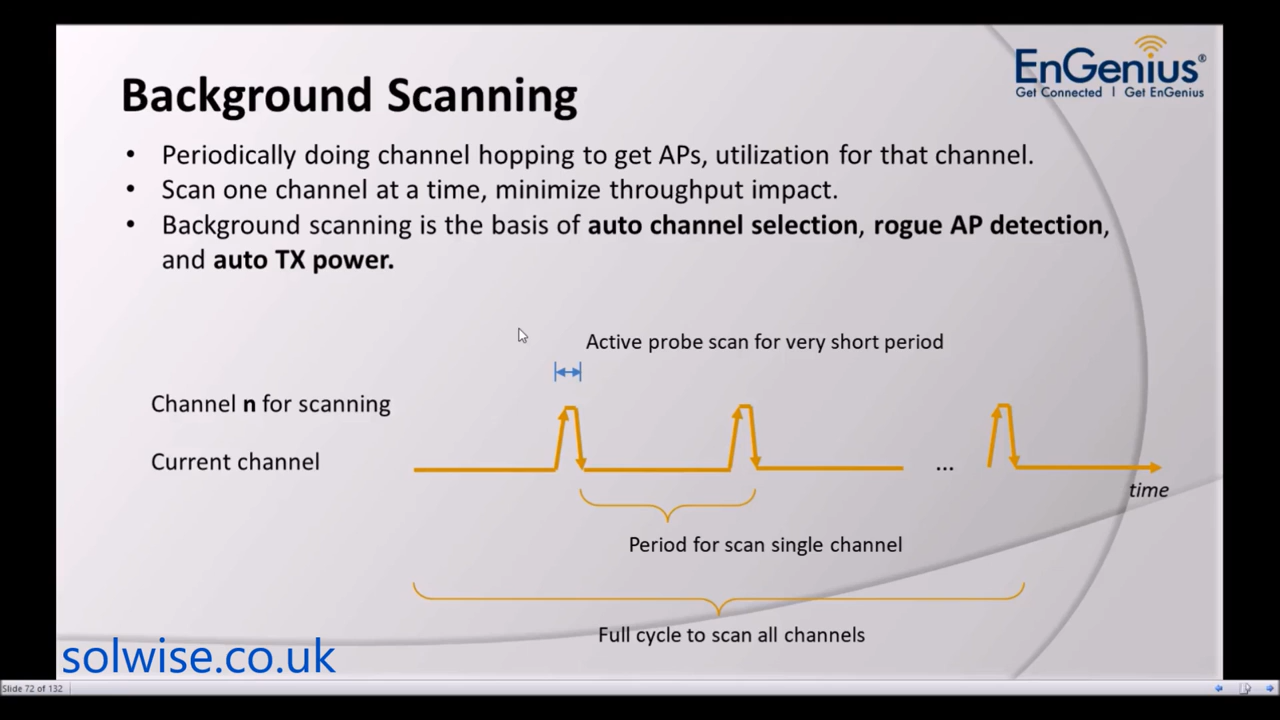 EnGenius®
Get Connected | Get EnGenius
Background Scanning
• Periodically doing channel hopping to get APs, utilization for that channel.
• Scan one channel at a time, minimize throughput impact.
• Background scanning is the basis of auto channel selection, rogue AP detection,
and auto TX power.
Active probe scan for very short period
Channel n for scanning
Current channel
...
time
Period for scan single channel
Full cycle to scan all channels
solwise.co.uk
Slide 72 of 132